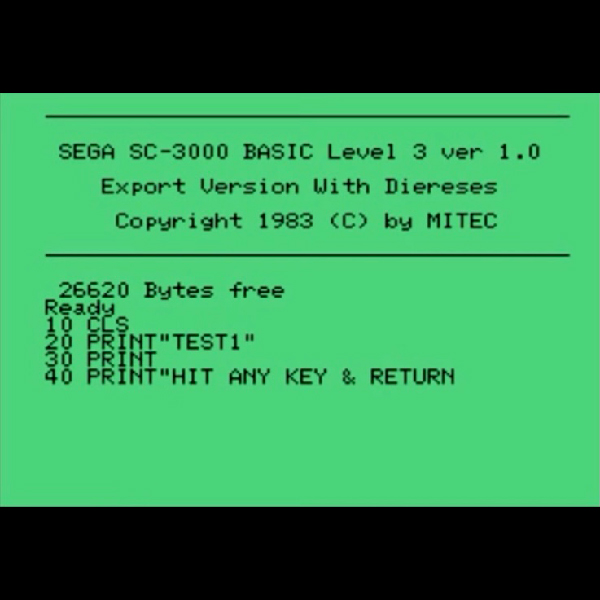 SEGA SC-3000 BASIC Level 3 ver 1.0
Export Version With Diereses
Copyright 1983 (C) by MITEC
26620 Bytes free
Ready
10 CLS
20 PRINT"TEST1"
30 PRINT
40 PRINT"HIT ANY KEY & RETURN